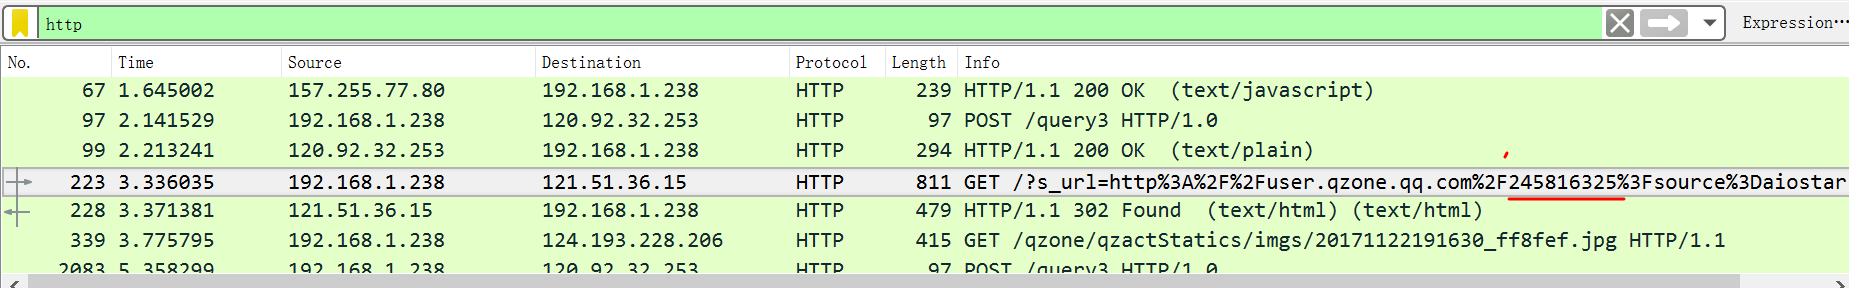 http Expression…
No. Time Source Destination Protocol Length Info
67 1.645002 157.255.77.80 192.168.1.238 HTTP 239 HTTP/1.1 200 OK (text/javascript)
97 2.141529 192.168.1.238 120.92.32.253 HTTP 97 POST /query3 HTTP/1.0
99 2.213241 120.92.32.253 192.168.1.238 HTTP 294 HTTP/1.1 200 OK (text/plain)
223 3.336035 192.168.1.238 121.51.36.15 HTTP 811 GET /?s_url=http%3A%2F%2Fuser.qzone.qq.com%2F245816325%3Fsource%3Daiostar
228 3.371381 121.51.36.15 192.168.1.238 HTTP 479 HTTP/1.1 302 Found (text/html) (text/html)
339 3.775795 192.168.1.238 124.193.228.206 HTTP 415 GET /qzone/qzactStatics/imgs/20171122191630_ff8fef.jpg HTTP/1.1
2083 5.358299 192.168.1.238 120.92.32.253 HTTP 97 POST /query3 HTTP/1.0